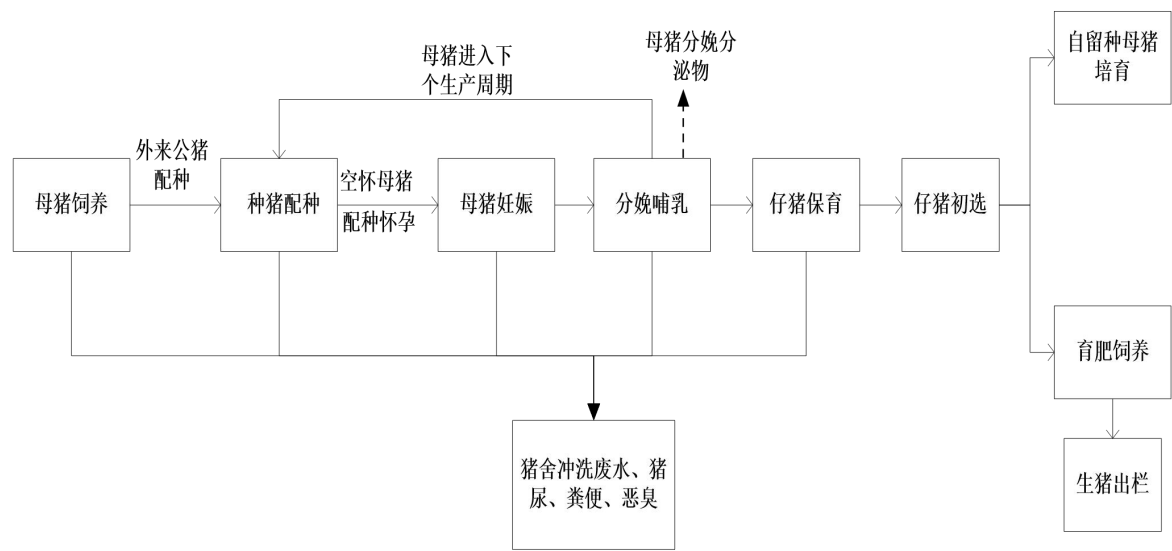 自留种母猪
培育
母猪进入下
个生产周期
母猪分娩分
泌物
外来公猪
配种
母猪饲养
种猪配种
空怀母猪
配种怀孕
母猪妊娠
分娩哺乳
仔猪保育
仔猪初选
育肥饲养
猪舍冲洗废水、猪
尿、粪便、恶臭
生猪出栏